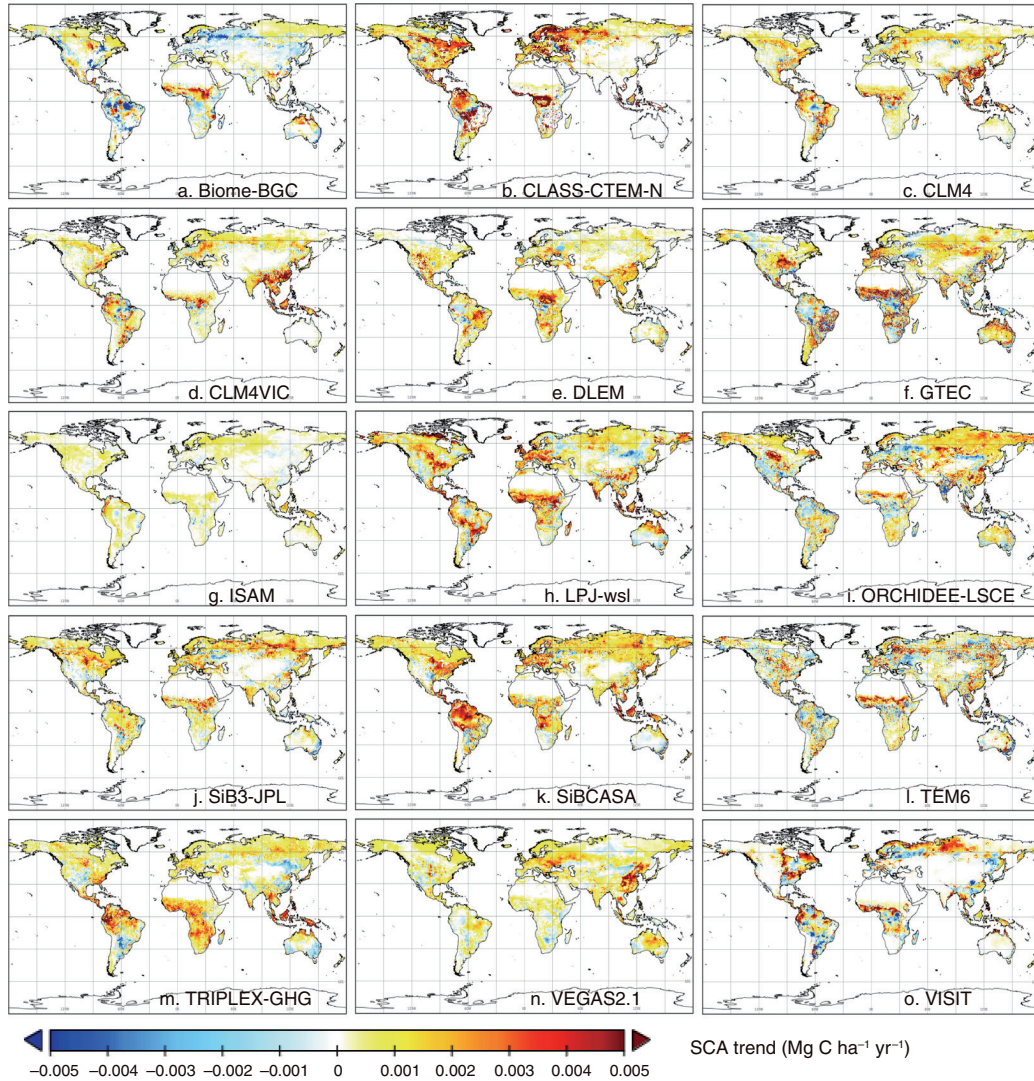 a. Biome-BGC
b. CLASS-CTEM-N
c. CLM4
d. CLM4VIC
e. DLEM
f. GTEC
g. ISAM
h. LPJ-wsl
i. ORCHIDEE-LSCE
j. SiB3-JPL
k. SiBCASA
l. TEM6
m. TRIPLEX-GHG
n. VEGAS2.1
o. VISIT
−0.005 −0.004 −0.003 −0.002 −0.001 0 0.001 0.002 0.003 0.004 0.005
SCA trend (Mg C ha⁻¹ yr⁻¹)